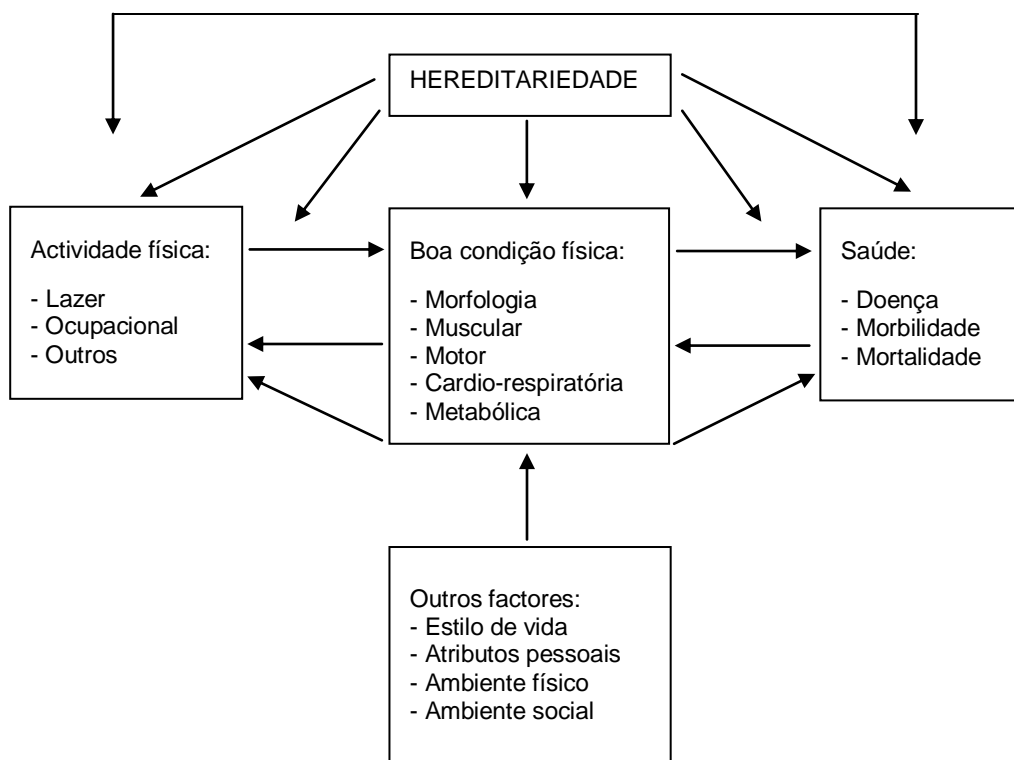 HEREDITARIEDADE
Actividade física:
- Lazer
- Ocupacional
- Outros
Boa condição física:
- Morfologia
- Muscular
- Motor
- Cardio-respiratória
- Metabólica
Saúde:
- Doença
- Morbilidade
- Mortalidade
Outros factores:
- Estilo de vida
- Atributos pessoais
- Ambiente físico
- Ambiente social